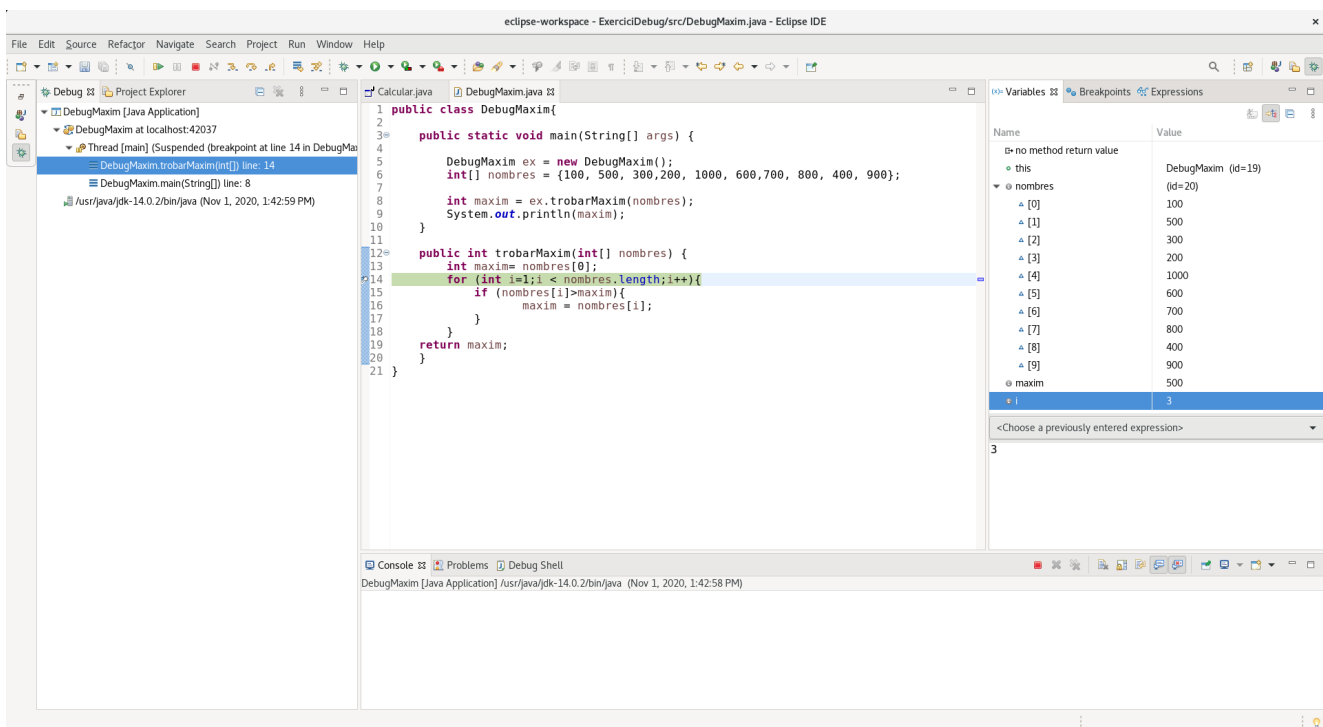 eclipse-workspace - ExerciciDebug/src/DebugMaxim.java - Eclipse IDE
File Edit Source Refactor Navigate Search Project Run Window Help
Debug Project Explorer
DebugMaxim [Java Application]
DebugMaxim at localhost:42037
Thread [main] (Suspended (breakpoint at line 14 in DebugMa
DebugMaxim.trobarMaxim(int[]) line: 14
DebugMaxim.main(String[]) line: 8
/usr/java/jdk-14.0.2/bin/java (Nov 1, 2020, 1:42:59 PM)
Calcular.java DebugMaxim.java
1 public class DebugMaxim{
2
3 public static void main(String[] args) {
4
5 DebugMaxim ex = new DebugMaxim();
6 int[] nombres = {100, 500, 300,200, 1000, 600,700, 800, 400, 900};
7
8 int maxim = ex.trobarMaxim(nombres);
9 System.out.println(maxim);
10 }
11
12 public int trobarMaxim(int[] nombres) {
13 int maxim= nombres[0];
14 for (int i=1;i < nombres.length;i++){
15 if (nombres[i]>maxim){
16 maxim = nombres[i];
17 }
18 }
19 return maxim;
20 }
21 }
Variables Breakpoints Expressions
Name Value
no method return value
this DebugMaxim (id=19)
nombres (id=20)
[0] 100
[1] 500
[2] 300
[3] 200
[4] 1000
[5] 600
[6] 700
[7] 800
[8] 400
[9] 900
maxim 500
i 3
<Choose a previously entered expression>
3
Console Problems Debug Shell
DebugMaxim [Java Application] /usr/java/jdk-14.0.2/bin/java (Nov 1, 2020, 1:42:58 PM)